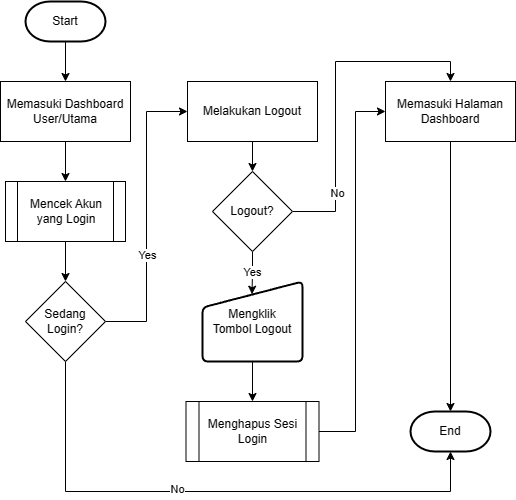 Start
Memasuki Dashboard
User/Utama
Mencek Akun
yang Login
Sedang
Login?
Yes
No
Melakukan Logout
Logout?
No
Yes
Mengklik
Tombol Logout
Menghapus Sesi
Login
Memasuki Halaman
Dashboard
End